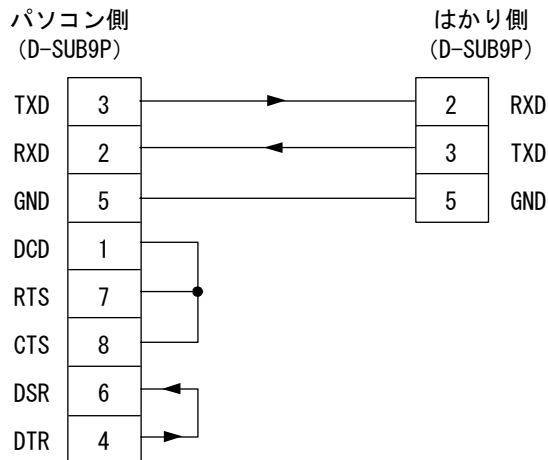 パソコン側 はかり側
(D-SUB9P) (D-SUB9P)
TXD 3 2 RXD
RXD 2 3 TXD
GND 5 5 GND
DCD 1
RTS 7
CTS 8
DSR 6
DTR 4